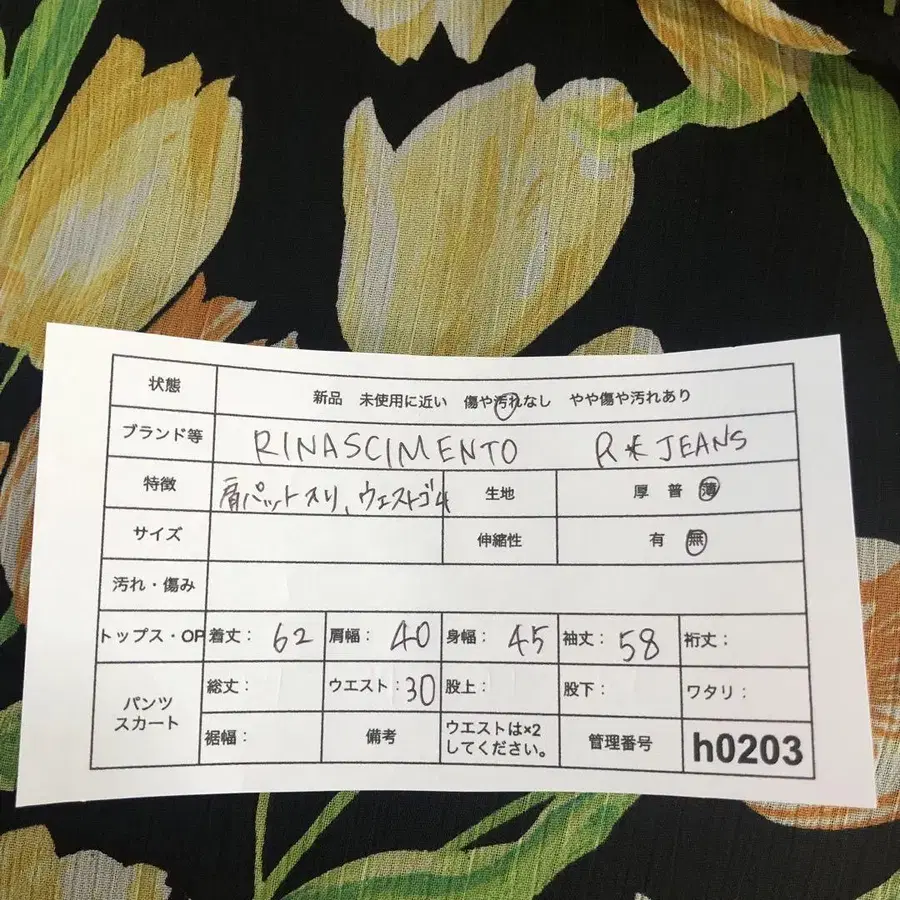 状態 新品 未使用に近い 傷や汚れなし やや傷や汚れあり
ブランド等 RINASCIMENTO R*JEANS
特徴 肩パット入り、ウエストゴム 生地 厚 普 薄
サイズ 伸縮性 有 無
汚れ・傷み
トップス・OP 着丈: 62 肩幅: 40 身幅: 45 袖丈: 58 裄丈:
パンツ スカート 総丈: ウエスト: 30 股上: 股下: ワタリ:
裾幅: 備考 ウエストは×2 してください。 管理番号 h0203